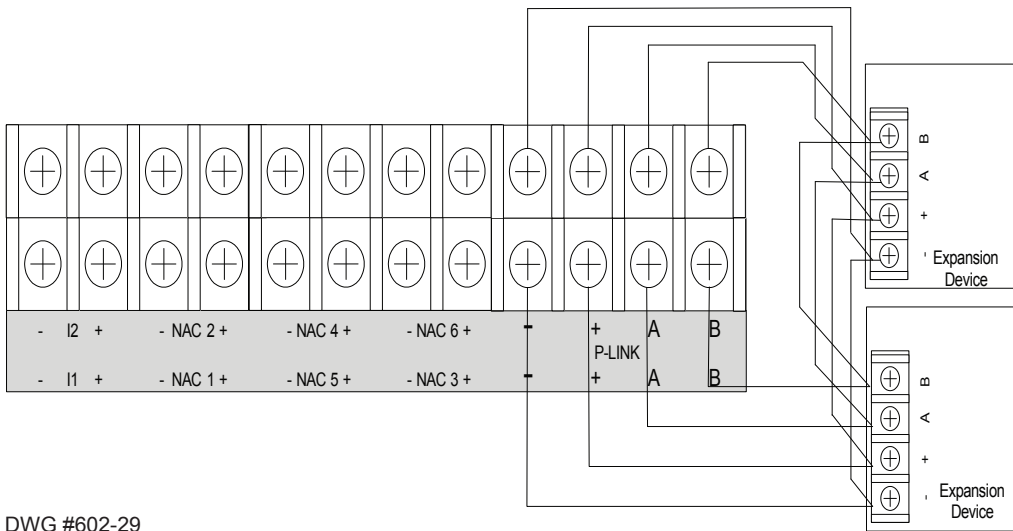 B
A
+
-
Expansion
Device
- I2 + - NAC 2 + - NAC 4 + - NAC 6 + - + A B
P-LINK
- I1 + - NAC 1 + - NAC 5 + - NAC 3 + - + A B
B
A
+
-
Expansion
Device
DWG #602-29